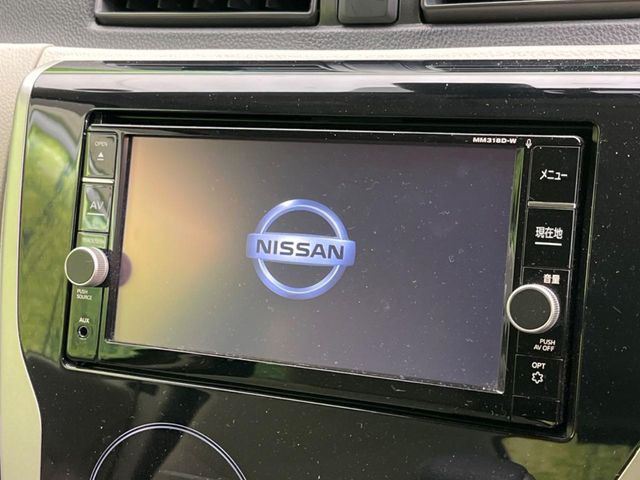 MM318D-W
OPEN
AV
TRACK/SEEK
PUSH
SOURCE
AUX
NISSAN
メニュー
現在地
音量
PUSH
AV OFF
OPT